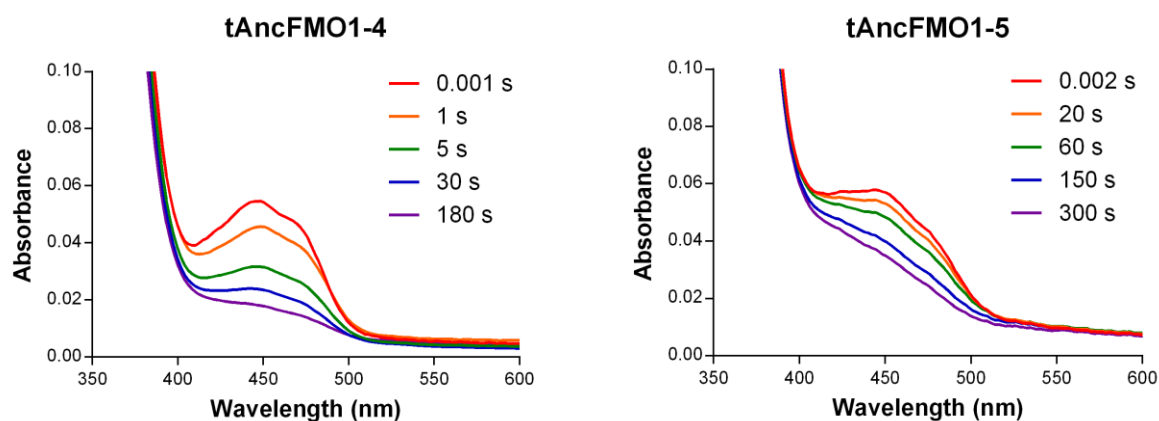 tAncFMO1-4
0.10
0.08
0.06
0.04
0.02
0.00
Absorbance
350
400
450
500
550
600
Wavelength (nm)
0.001 s
1 s
5 s
30 s
180 s
tAncFMO1-5
0.10
0.08
0.06
0.04
0.02
0.00
Absorbance
350
400
450
500
550
600
Wavelength (nm)
0.002 s
20 s
60 s
150 s
300 s